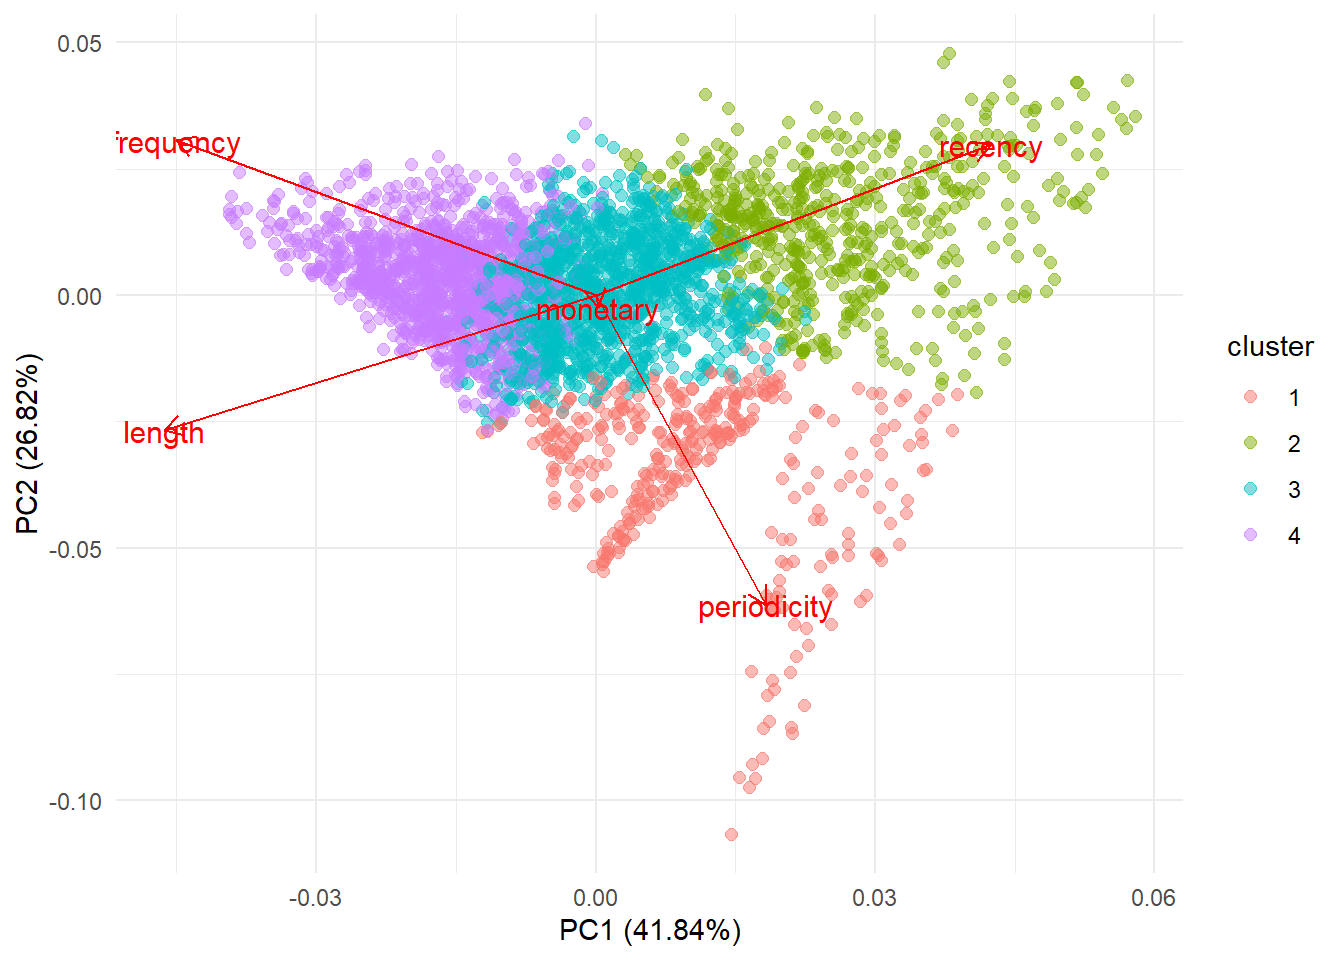 0.05
0.00
-0.05
-0.10
PC2 (26.82%)
frequency
recency
monetary
length
periodicity
-0.03
0.00
0.03
0.06
PC1 (41.84%)
cluster
1
2
3
4